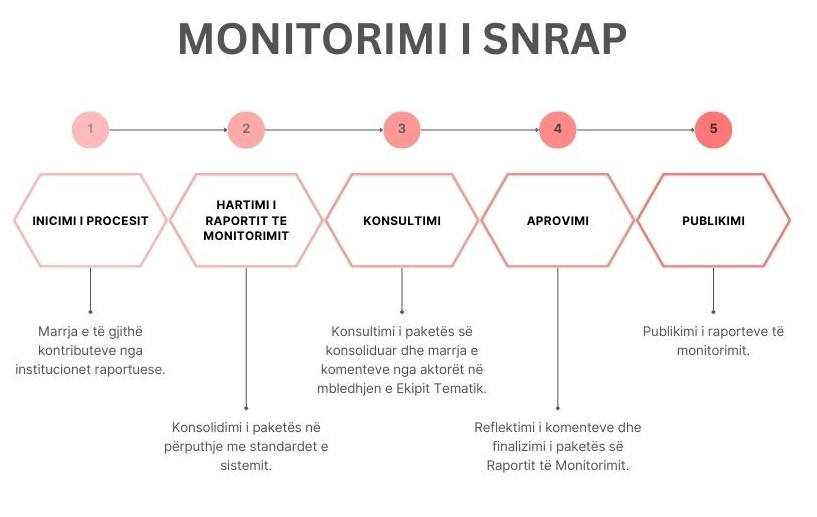 MONITORIMI I SNRAP
1
2
3
4
5
INICIMI I PROCESIT
HARTIMI I
RAPORTIT TE
MONITORIMIT
KONSULTIMI
APROVIMI
PUBLIKIMI
Marrja e të gjithë
kontributeve nga
institucionet raportuese.
Konsolidimi i paketës në
përputhje me standardet e
sistemit.
Konsultimi i paketës së
konsoliduar dhe marrja e
komenteve nga aktorët në
mbledhjen e Ekipit Tematik.
Reflektimi i komenteve dhe
finalizimi i paketës së
Raportit të Monitorimit.
Publikimi i raporteve të
monitorimit.